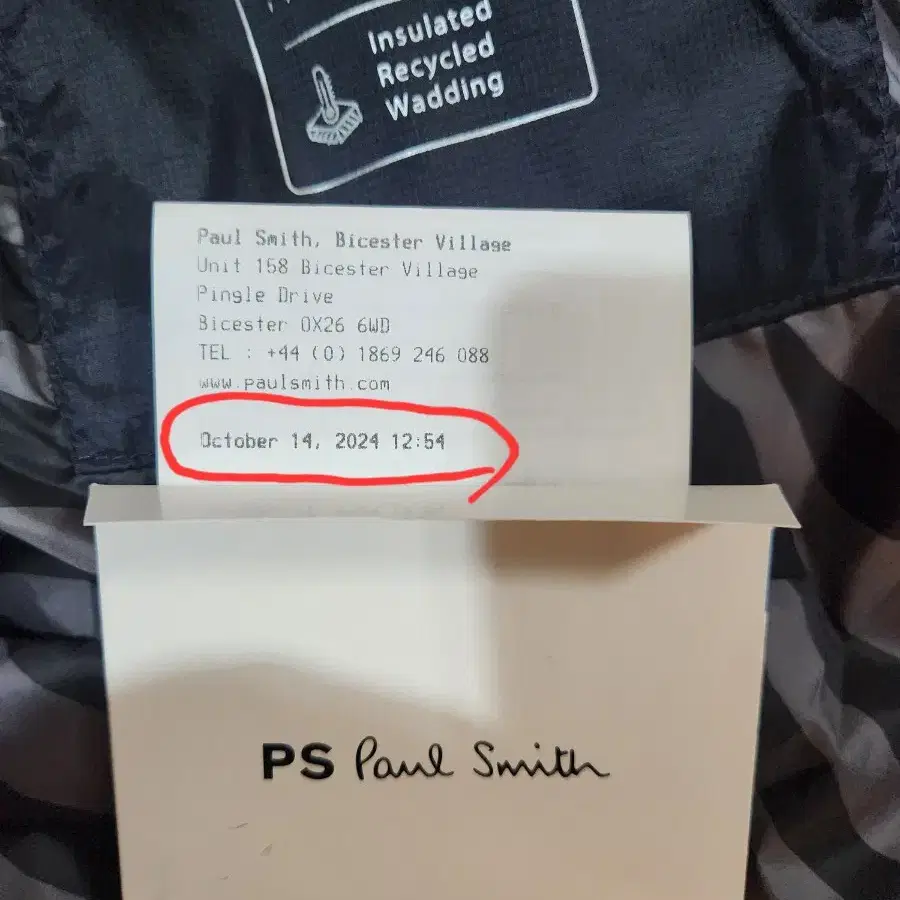 Insulated
Recycled
Wadding
Paul Smith, Bicester Village
Unit 158 Bicester Village
Pingle Drive
Bicester OX26 6WD
TEL : +44 (0) 1869 246 088
www.paulsmith.com
October 14, 2024 12:54
PS Paul Smith